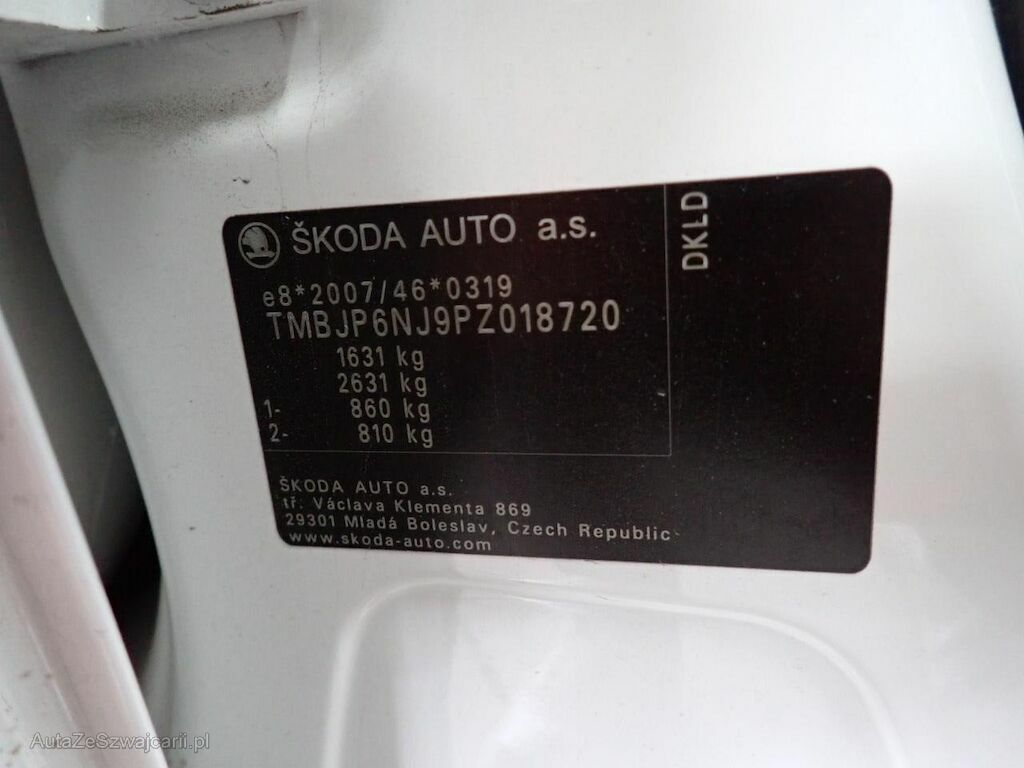 ŠKODA AUTO a.s.
DKLD
e8*2007/46*0319
TMBJP6NJ9PZ018720
1631 kg
2631 kg
1- 860 kg
2- 810 kg
ŠKODA AUTO a.s.
tř. Václava Klementa 869
29301 Mladá Boleslav, Czech Republic
www.skoda-auto.com
AutaZeSzwajcarii.pl